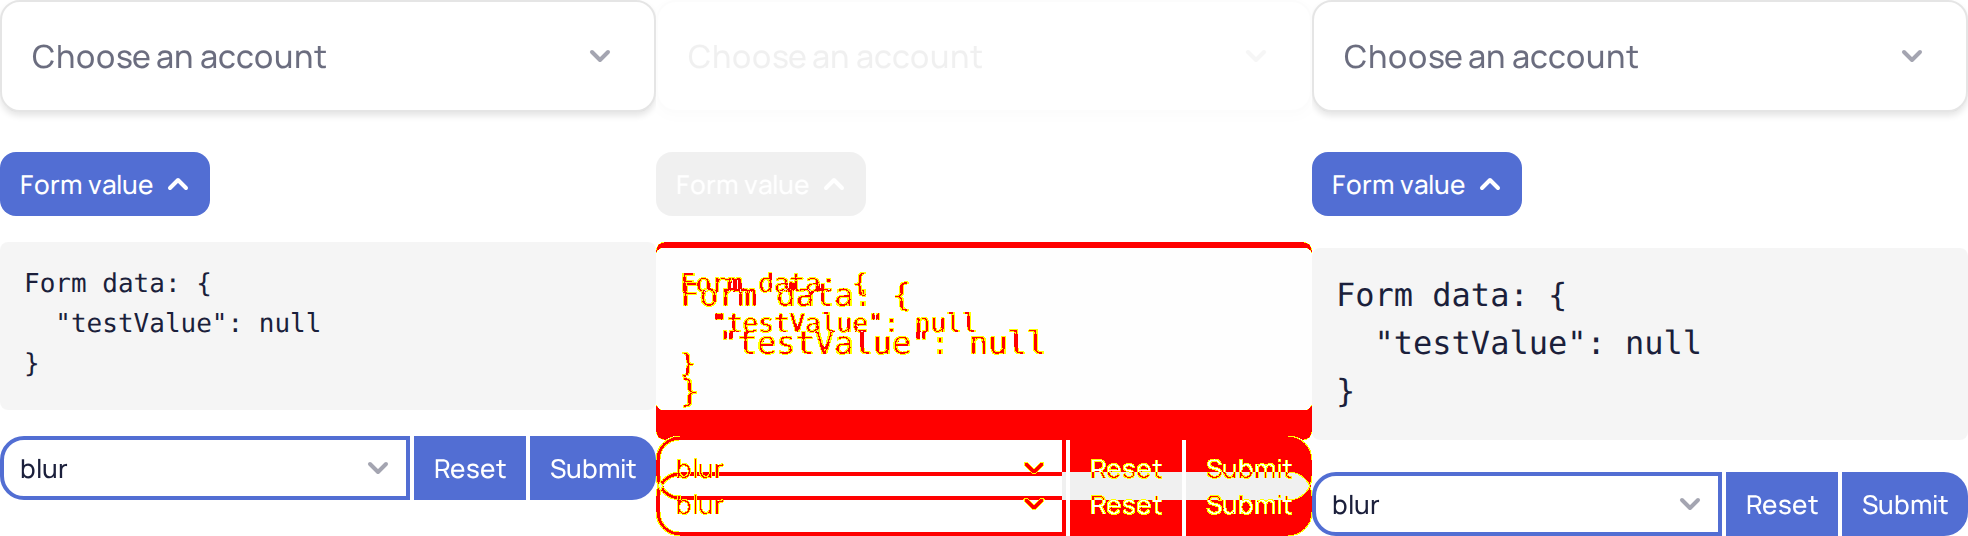 Choose an account
Form value
Form data: {
  "testValue": null
}
blur
Reset
Submit
Choose an account
Form value
Form data: {
Form data: {
  "testValue": null
  "testValue": null
}
}
blur
Reset
Submit
blur
Reset
Submit
Choose an account
Form value
Form data: {
  "testValue": null
}
blur
Reset
Submit